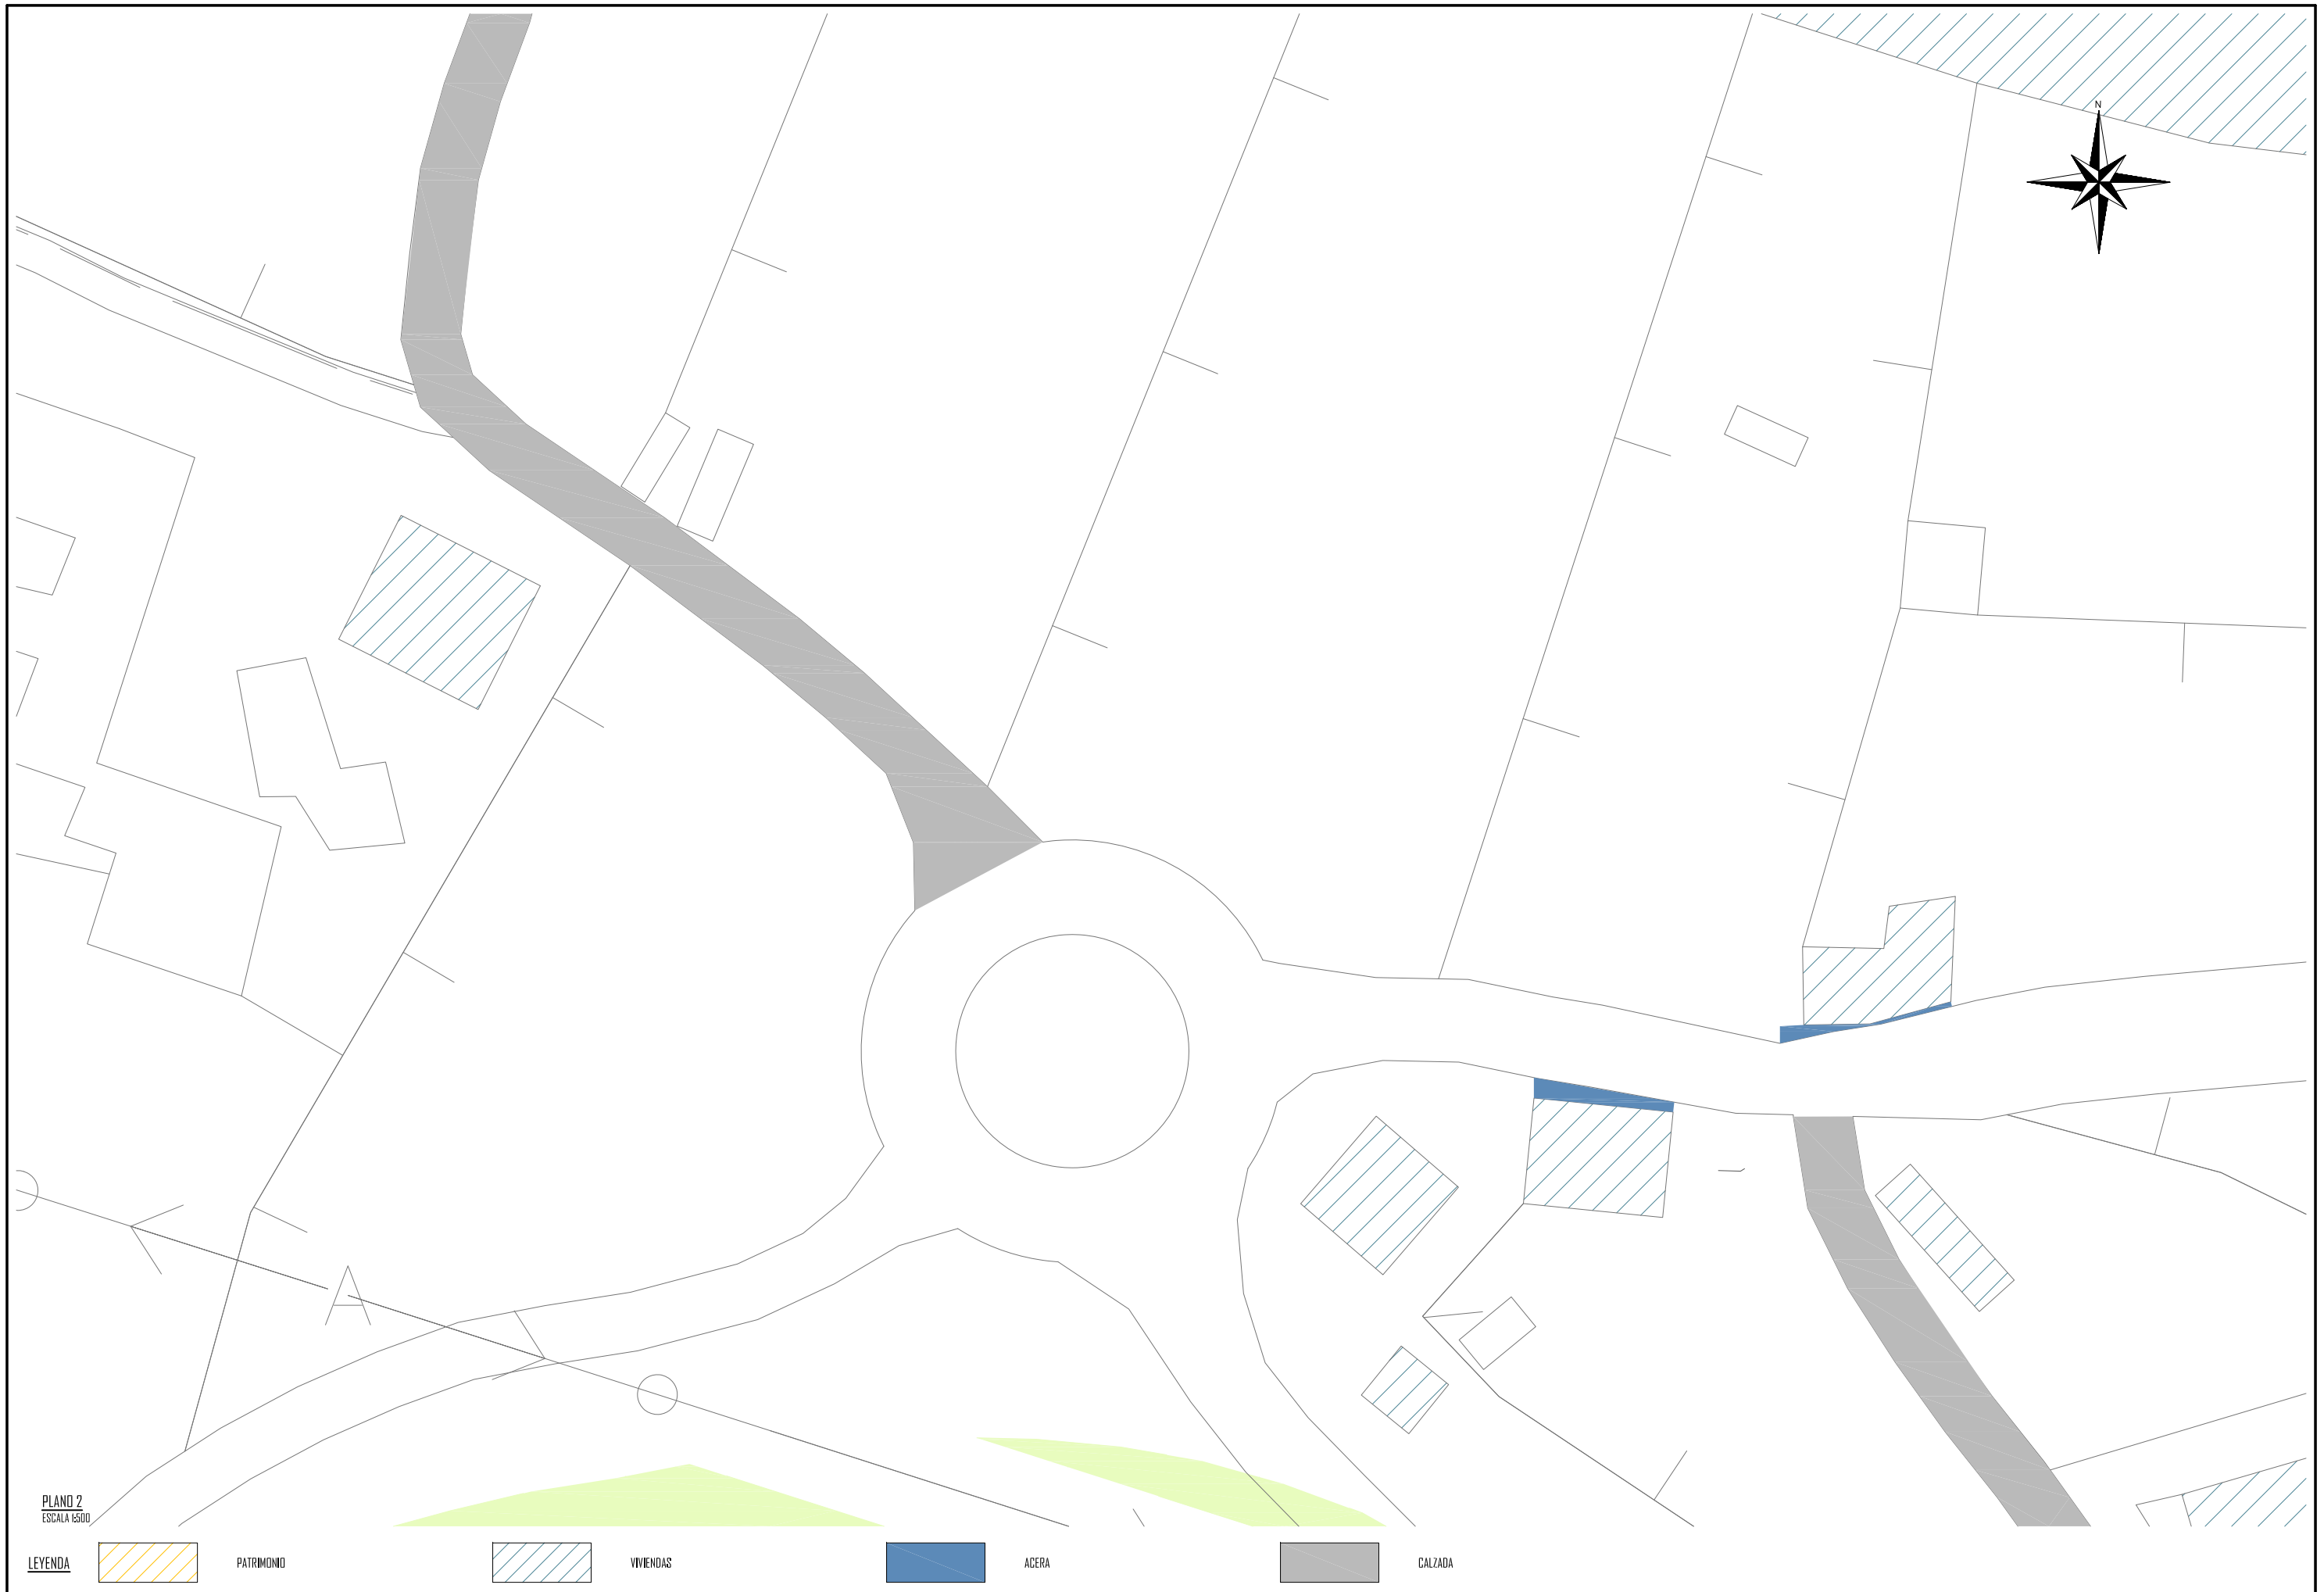 N
PLANO 2
ESCALA 1:500
LEYENDA
PATRIMONIO
VIVIENDAS
ACERA
CALZADA